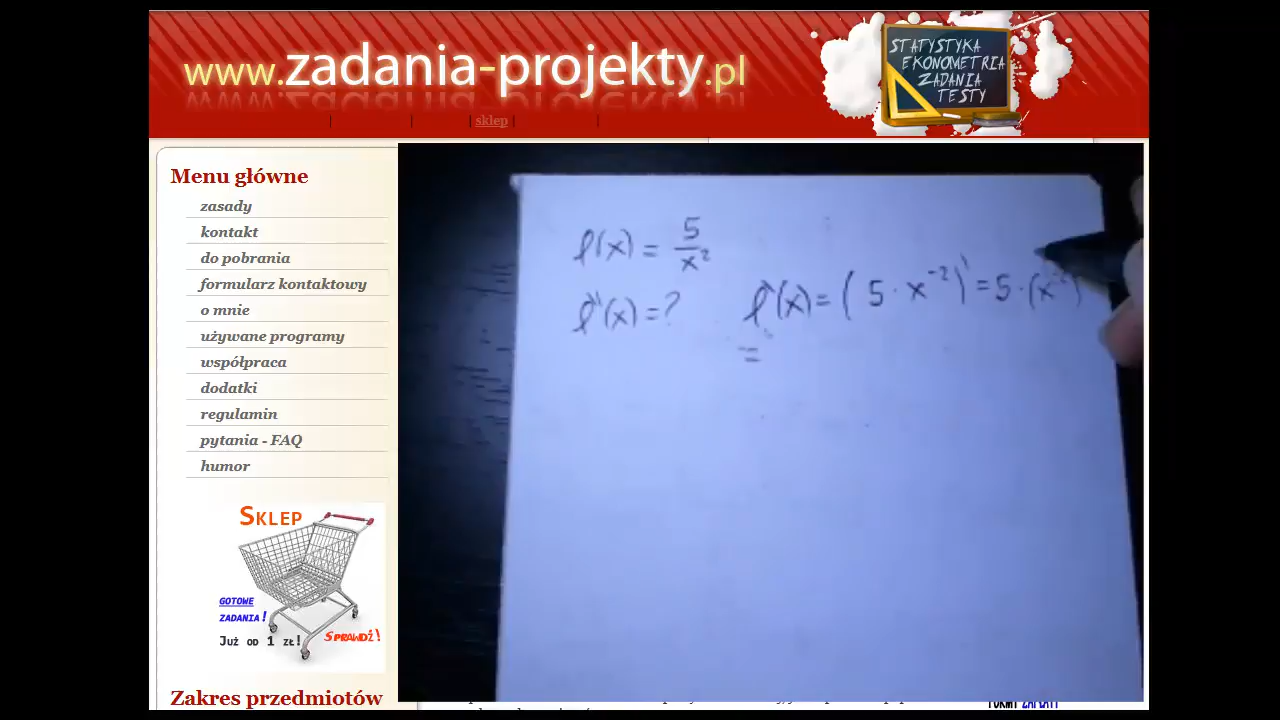 www.zadania-projekty.pl
STATYSTYKA
EKONOMETRIA
ZADANIA
TESTY
sklep
Menu główne
zasady
kontakt
do pobrania
formularz kontaktowy
o mnie
używane programy
współpraca
dodatki
regulamin
pytania - FAQ
humor
SKLEP
GOTOWE
ZADANIA!
JUŻ OD 1 ZŁ!
SPRAWDŹ!
Zakres przedmiotów
f(x) = 5/x²
f'(x) = ?
f'(x) = (5 · x⁻²)' = 5 · (x⁻²)
=